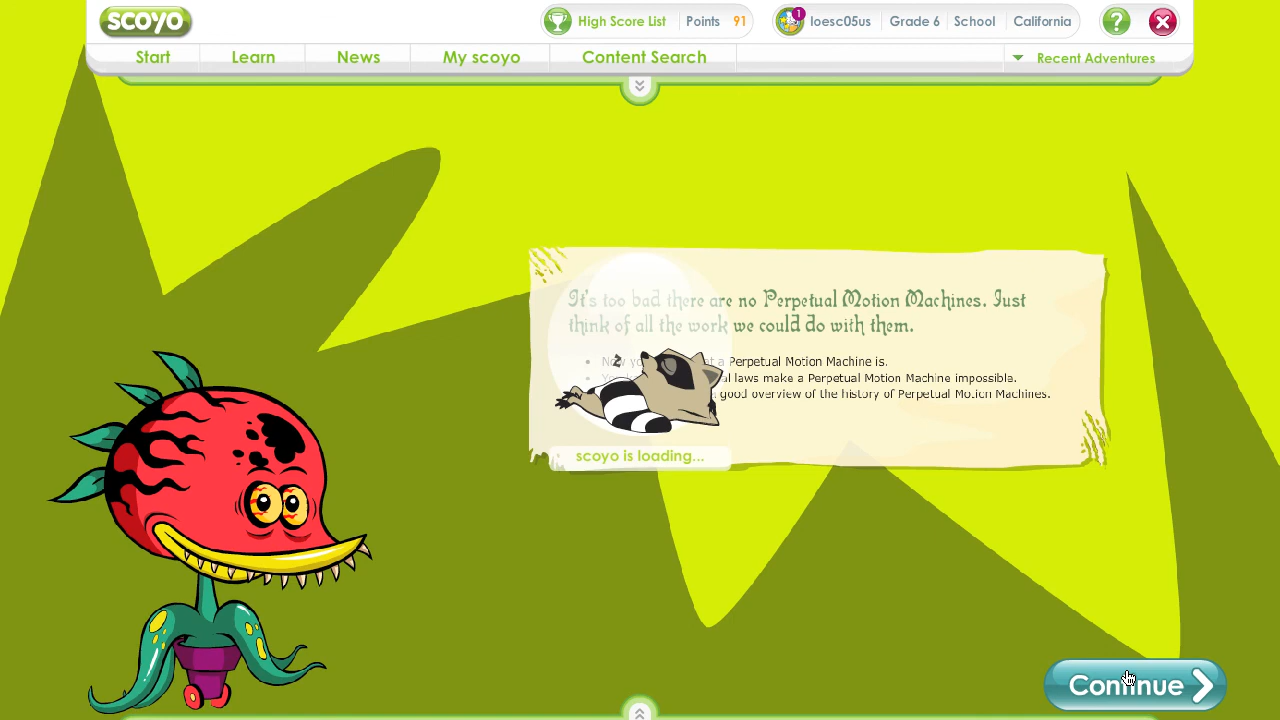 scoyo
High Score List Points 91
1
loesc05us Grade 6 School California
?
Start Learn News My scoyo Content Search Recent Adventures
It's too bad there are no Perpetual Motion Machines. Just
think of all the work we could do with them.
Now a Perpetual Motion Machine is.
laws make a Perpetual Motion Machine impossible.
good overview of the history of Perpetual Motion Machines.
z
scoyo is loading...
Continue